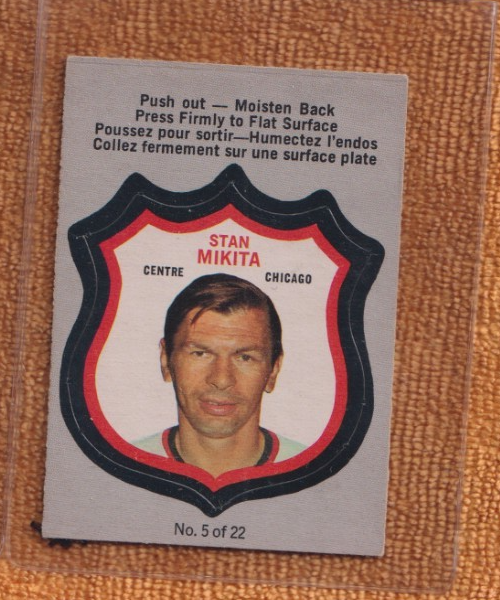 Push out — Moisten Back
Press Firmly to Flat Surface
Poussez pour sortir—Humectez l'endos
Collez fermement sur une surface plate
STAN
MIKITA
CENTRE CHICAGO
No. 5 of 22